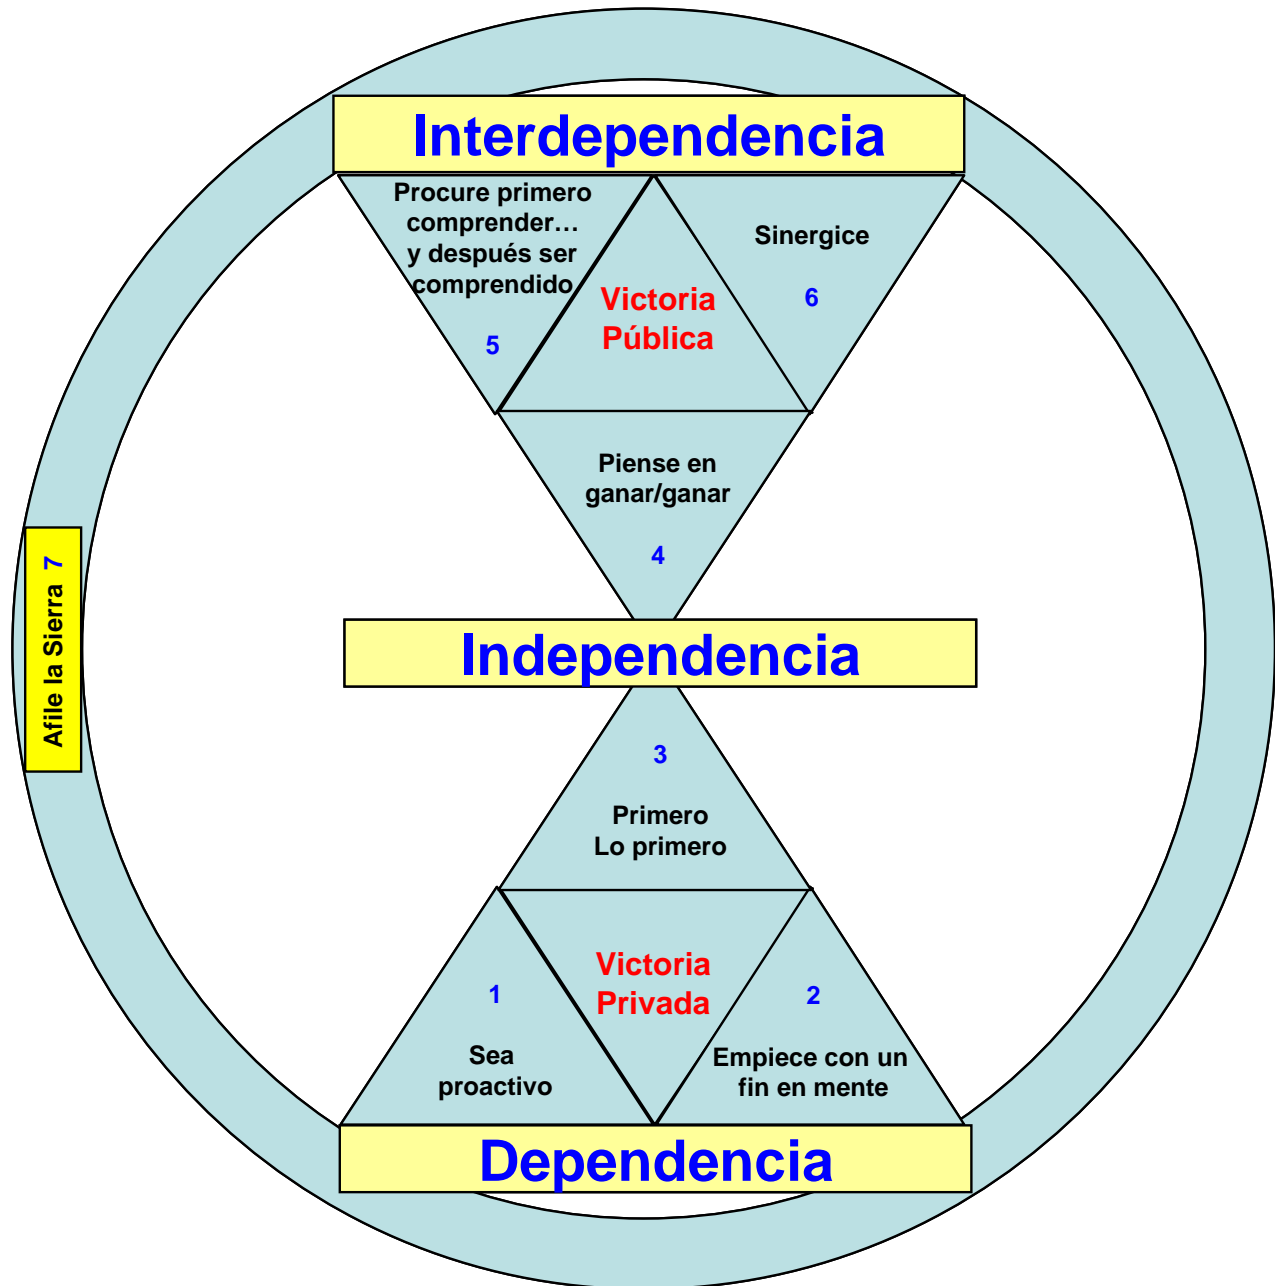 Interdependencia
Procure primero
comprender…
y después ser
comprendido
5
Victoria
Pública
Sinergice
6
Piense en
ganar/ganar
4
Afile la Sierra 7
Independencia
3
Primero
Lo primero
Victoria
Privada
1
Sea
proactivo
2
Empiece con un
fin en mente
Dependencia